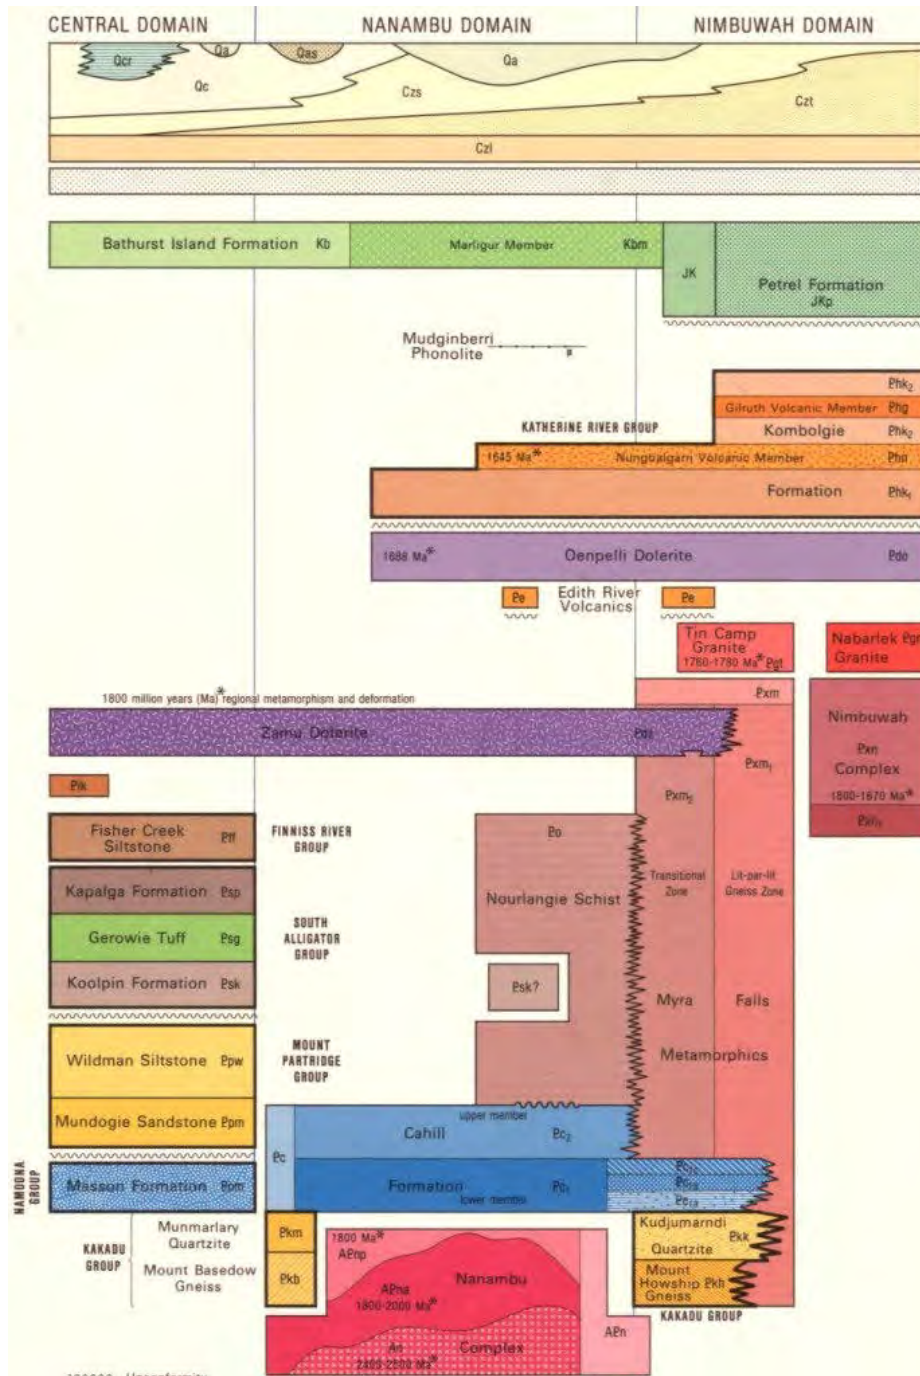 CENTRAL DOMAIN
NANAMBU DOMAIN
NIMBUWAH DOMAIN
Qcr
Qa
Qas
Qa
Qc
Czs
Czt
Czl
Bathurst Island Formation Kb
Marligur Member Kbm
JK
Petrel Formation
JKp
Mudginberri
Phonolite
Phk2
Gilruth Volcanic Member Phg
KATHERINE RIVER GROUP
Kombolgie Phk2
1645 Ma* Nungbalgarri Volcanic Member Phn
Formation Phk1
1688 Ma* Oenpelli Dolerite Pdo
Pe
Edith River
Volcanics
Pe
Tin Camp
Granite
1760-1780 Ma* Pgt
Nabarlek Pgn
Granite
1800 million years (Ma)* regional metamorphism and deformation
Pxm
Zamu Dolerite Pdz
Nimbuwah
Pxn
Complex
1800-1870 Ma*
Pxm1
Pxm2
Fisher Creek
Siltstone Pff
FINNISS RIVER
GROUP
Po
Kapalga Formation Psp
Nourlangie Schist
Transitional
Zone
Lit-par-lit
Gneiss Zone
Gerowie Tuff Psg
SOUTH
ALLIGATOR
GROUP
Koolpin Formation Psk
Psk?
Myra Falls
Metamorphics
Wildman Siltstone Ppw
MOUNT
PARTRIDGE
GROUP
Mundogie Sandstone Ppm
upper member
Cahill Pc2
Pc
Formation Pc1
lower member
NAMOONA
GROUP
Masson Formation Pom
Munmarlary
Quartzite
KAKADU
GROUP
Mount Basedow
Gneiss
Pkm
Pkb
1800 Ma*
APnp
APna
1800-2000 Ma*
Nanambu
An
2400-2500 Ma*
Complex
APn
Kudjumarndi
Pkk
Quartzite
Mount
Howship Pkh
Gneiss
KAKADU GROUP